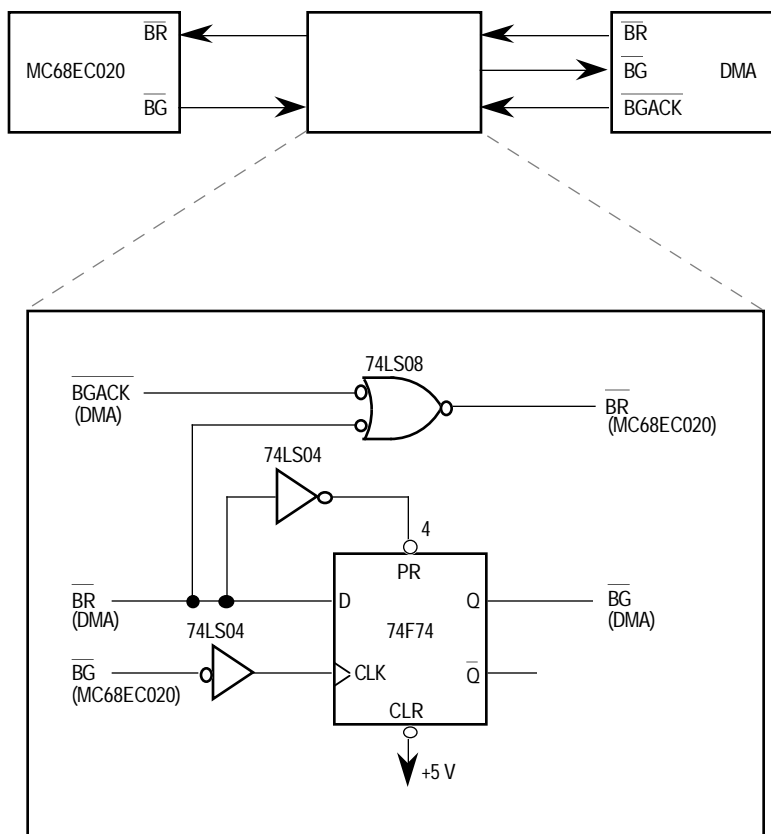 BR BR
MC68EC020 BG DMA
BG BGACK
74LS08
BGACK
(DMA)
BR
(MC68EC020)
74LS04
4
PR
BR
(DMA)
D
Q
BG
(DMA)
74LS04
74F74
BG
(MC68EC020)
CLK
Q
CLR
+5 V